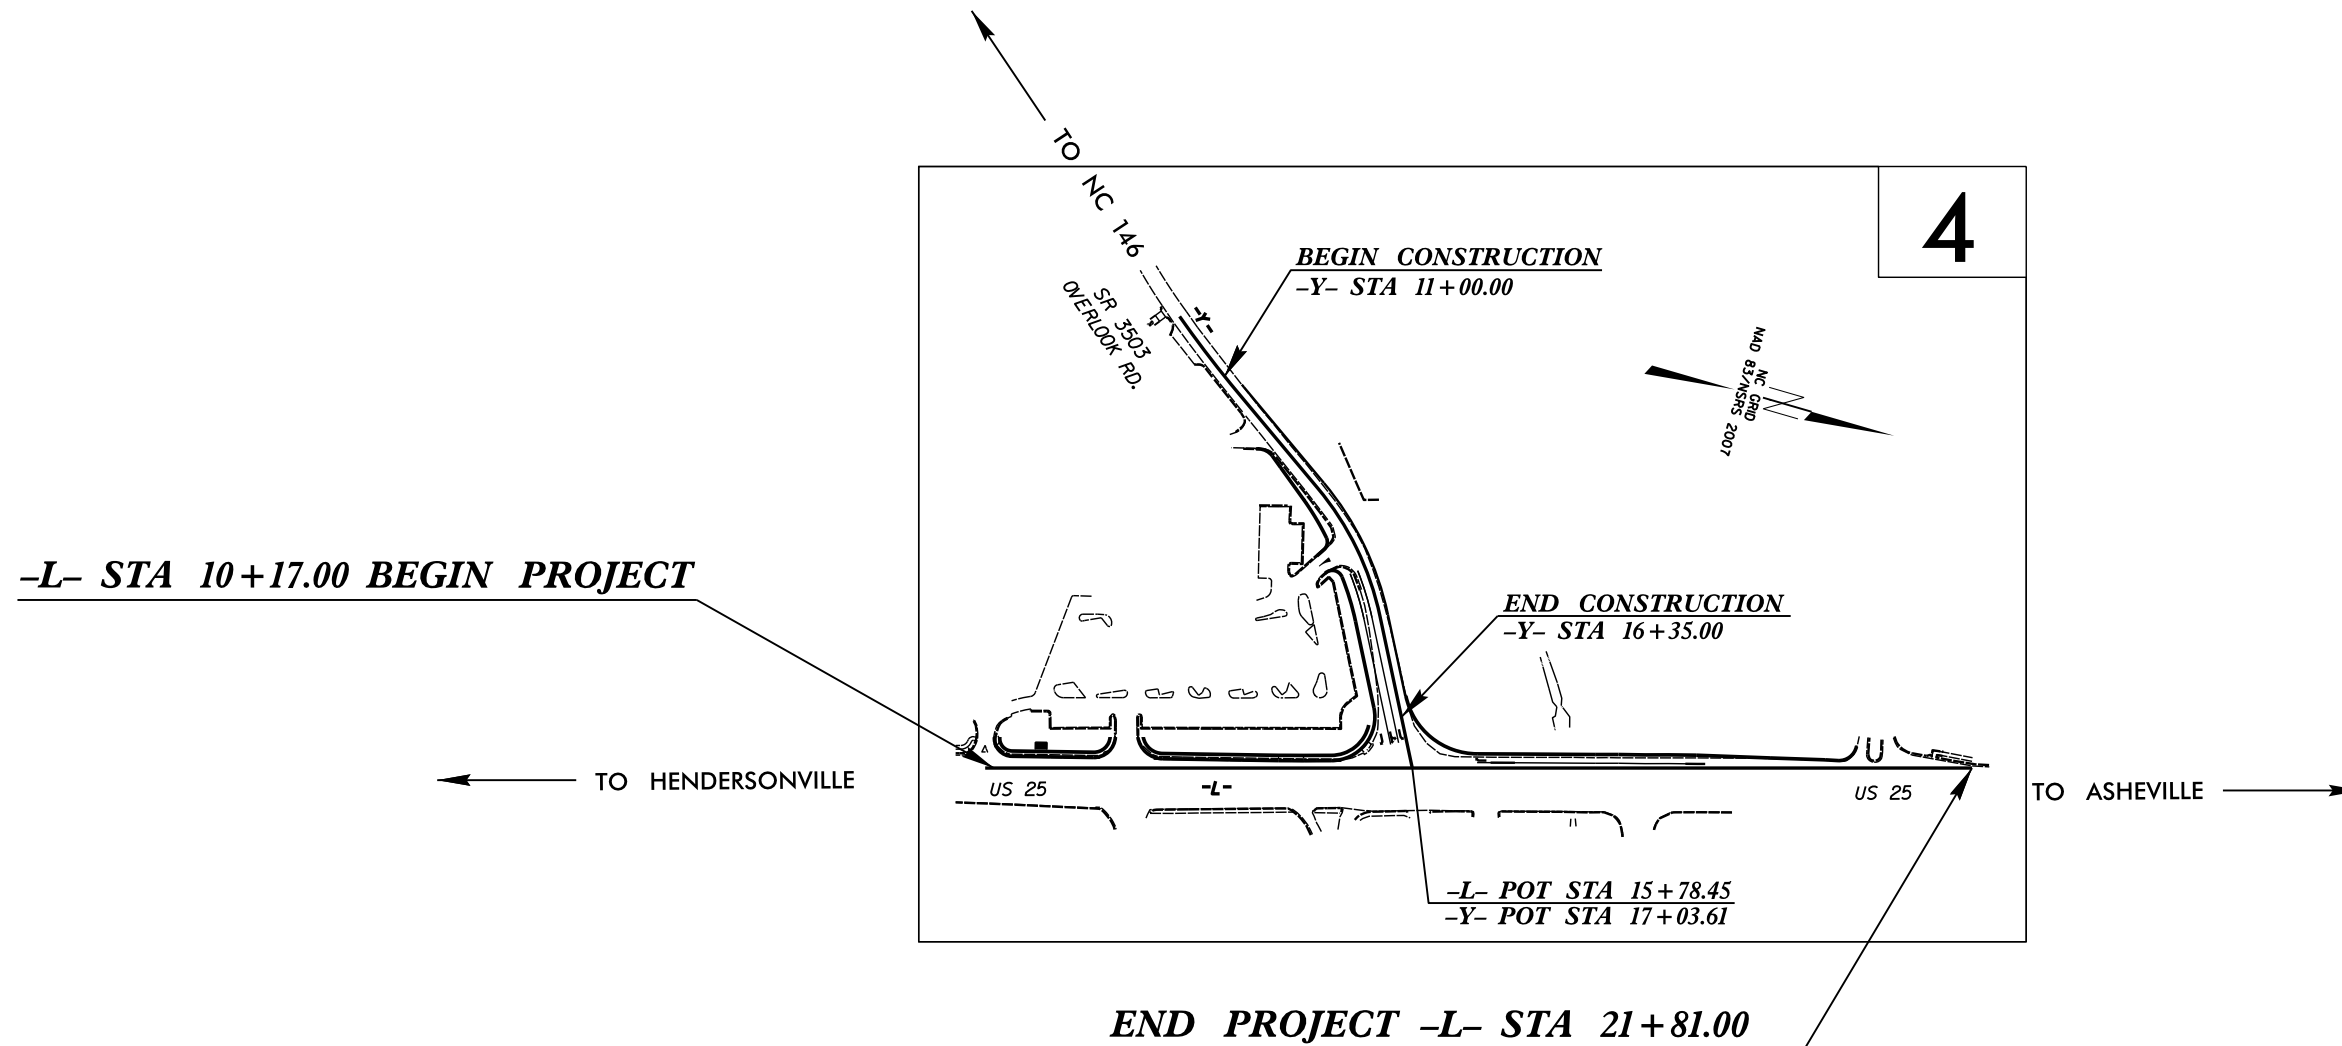 TO NC 146
4
BEGIN CONSTRUCTION
–Y– STA 11+00.00
-Y-
SR 3503
OVERLOOK RD.
NC GRID
NAD 83/NSRS 2007
–L– STA 10+17.00 BEGIN PROJECT
END CONSTRUCTION
–Y– STA 16+35.00
TO HENDERSONVILLE
US 25
-L-
US 25
TO ASHEVILLE
–L– POT STA 15+78.45
–Y– POT STA 17+03.61
END PROJECT –L– STA 21+81.00